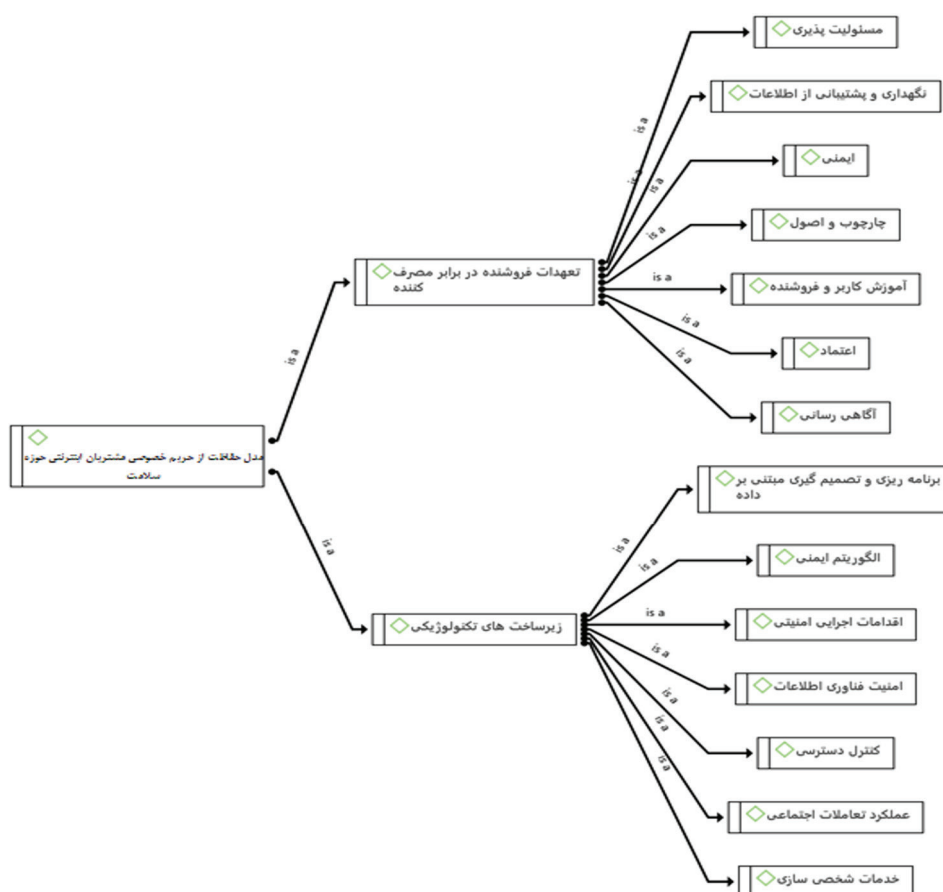 مسئولیت پذیری
نگهداری و پشتیبانی از اطلاعات
is a
is a
ایمنی
is a
چارچوب و اصول
is a
تعهدات فروشنده در برابر مصرف
کننده
is a
آموزش کاربر و فروشنده
is a
اعتماد
is a
is a
آگاهی رسانی
مدل حفاظت از حریم خصوصی مشتریان اینترنتی حوزه
سلامت
برنامه ریزی و تصمیم گیری مبتنی بر
داده
is a
is a
الگوریتم ایمنی
is a
زیرساخت های تکنولوژیکی
is a
اقدامات اجرایی امنیتی
is a
امنیت فناوری اطلاعات
is a
کنترل دسترسی
is a
عملکرد تعاملات اجتماعی
is a
خدمات شخصی سازی